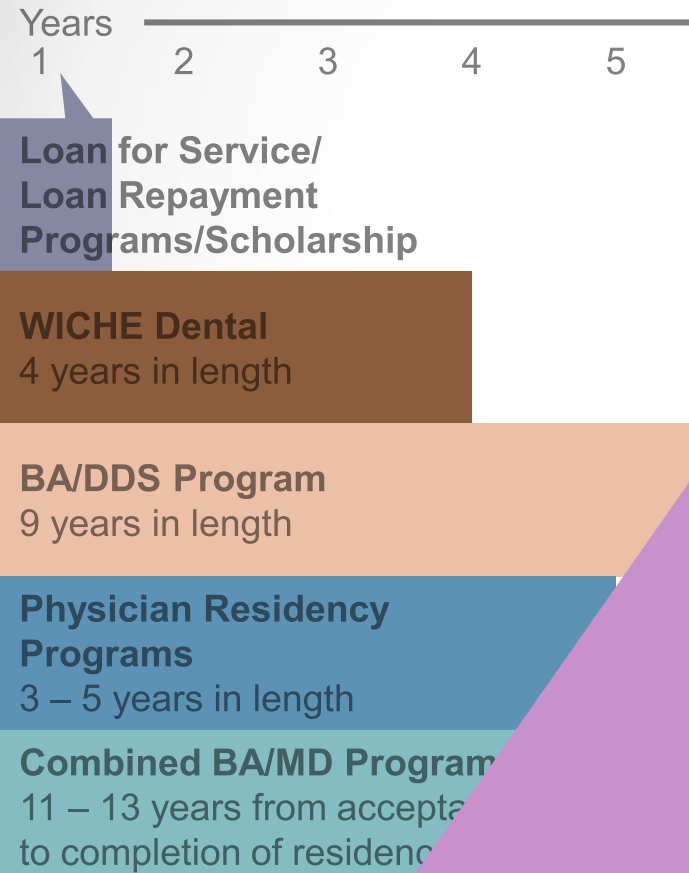 Years
1 2 3 4 5
Loan for Service/
Loan Repayment
Programs/Scholarship
WICHE Dental
4 years in length
BA/DDS Program
9 years in length
Physician Residency
Programs
3 – 5 years in length
Combined BA/MD Program
11 – 13 years from
to completion of